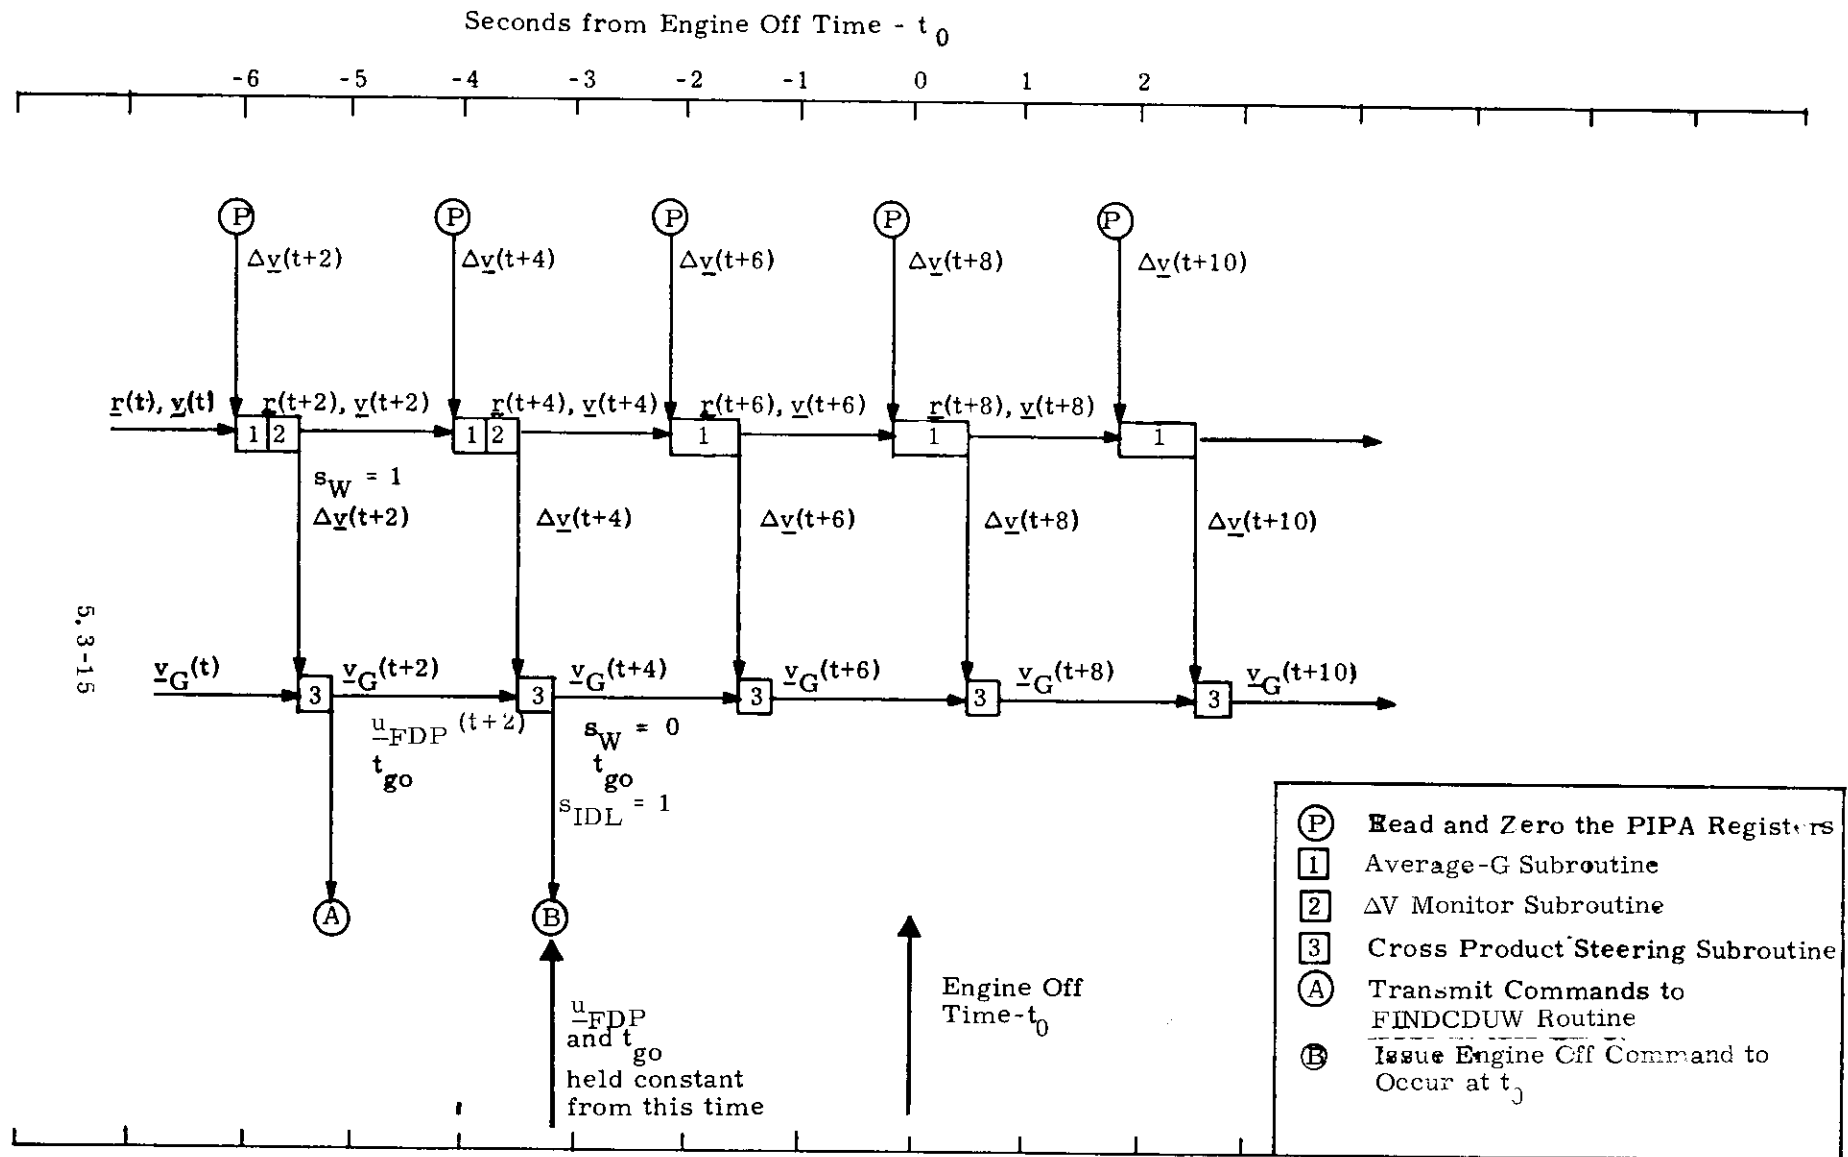 Seconds from Engine Off Time - t0
-6 -5 -4 -3 -2 -1 0 1 2
P P P P P
Δv(t+2) Δv(t+4) Δv(t+6) Δv(t+8) Δv(t+10)
r(t), v(t) r(t+2), v(t+2) r(t+4), v(t+4) r(t+6), v(t+6) r(t+8), v(t+8)
1 2 1 2 1 1 1
sW = 1
Δv(t+2) Δv(t+4) Δv(t+6) Δv(t+8) Δv(t+10)
5.3-15
vG(t) vG(t+2) vG(t+4) vG(t+6) vG(t+8) vG(t+10)
3 3 3 3 3
uFDP (t+2) sW = 0
tgo tgo
sIDL = 1
A B
uFDP
and tgo
held constant
from this time
Engine Off
Time-t0
P Read and Zero the PIPA Registers
1 Average-G Subroutine
2 ΔV Monitor Subroutine
3 Cross Product Steering Subroutine
A Transmit Commands to
FINDCDUW Routine
B Issue Engine Off Command to
Occur at t0